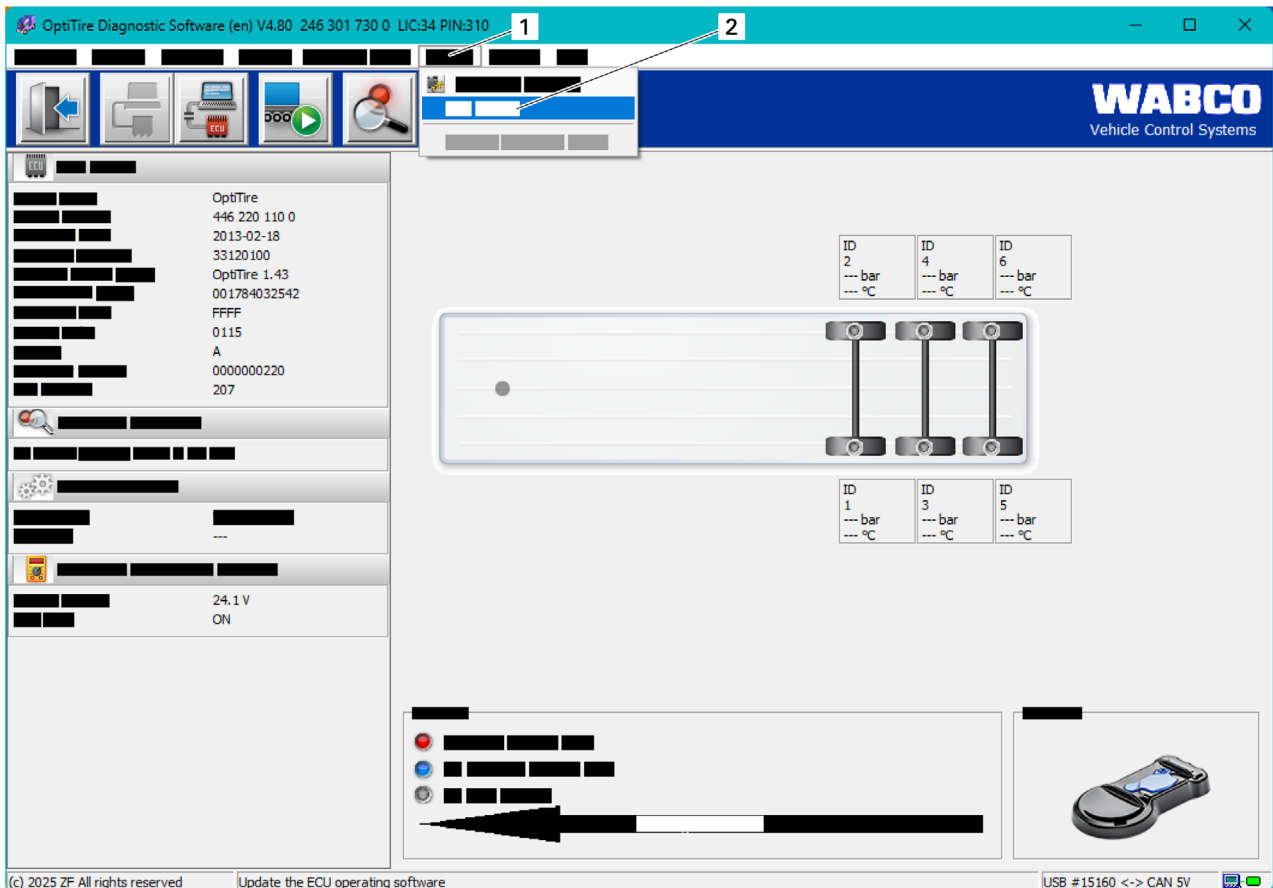 OptiTire Diagnostic Software (en) V4.80 246 301 730 0 LIC:34 PIN:310
1
2
ECU
WABCO
Vehicle Control Systems
ECU
OptiTire
446 220 110 0
2013-02-18
33120100
OptiTire 1.43
001784032542
FFFF
0115
A
0000000220
207
24.1 V
ON
ID
2
--- bar
--- °C
ID
4
--- bar
--- °C
ID
6
--- bar
--- °C
ID
1
--- bar
--- °C
ID
3
--- bar
--- °C
ID
5
--- bar
--- °C
---
(c) 2025 ZF All rights reserved
Update the ECU operating software
USB #15160 <-> CAN 5V